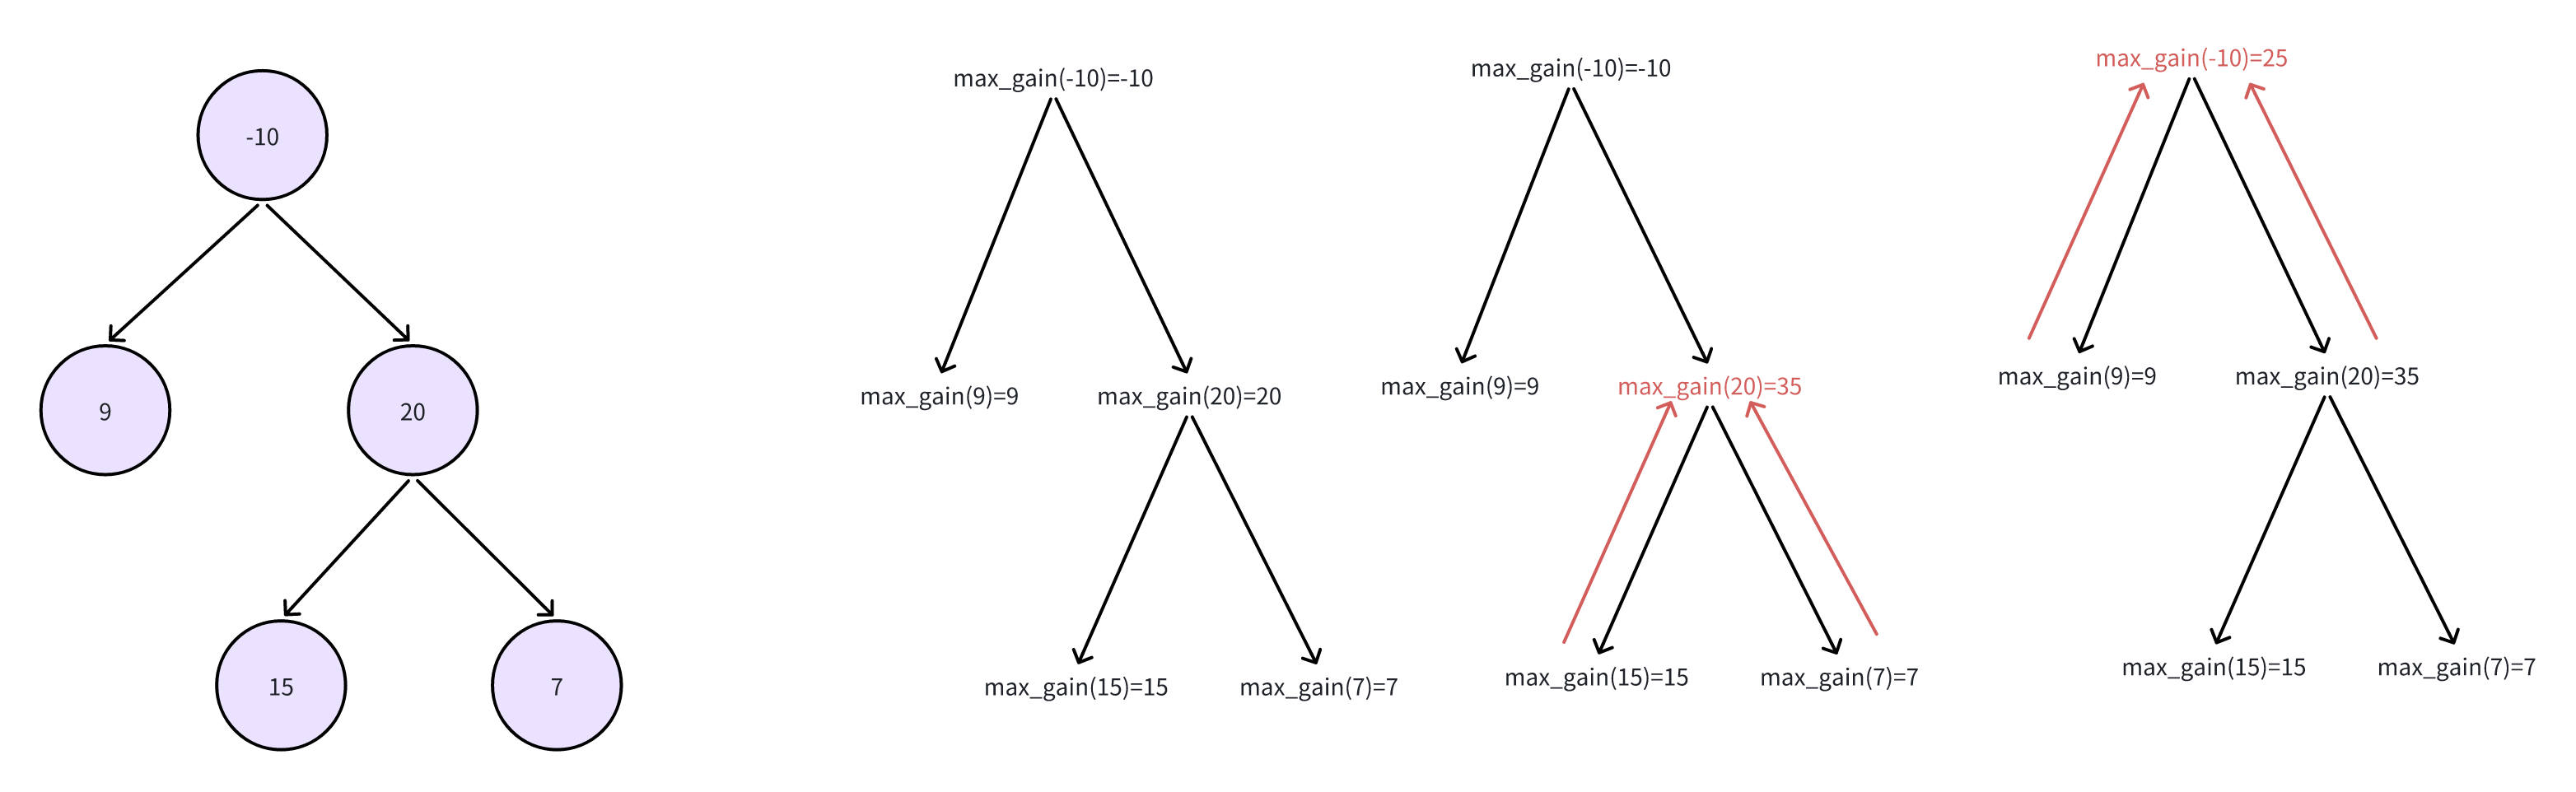 -10
9
20
15
7
max_gain(-10)=-10
max_gain(9)=9
max_gain(20)=20
max_gain(15)=15
max_gain(7)=7
max_gain(-10)=-10
max_gain(9)=9
max_gain(20)=35
max_gain(15)=15
max_gain(7)=7
max_gain(-10)=25
max_gain(9)=9
max_gain(20)=35
max_gain(15)=15
max_gain(7)=7